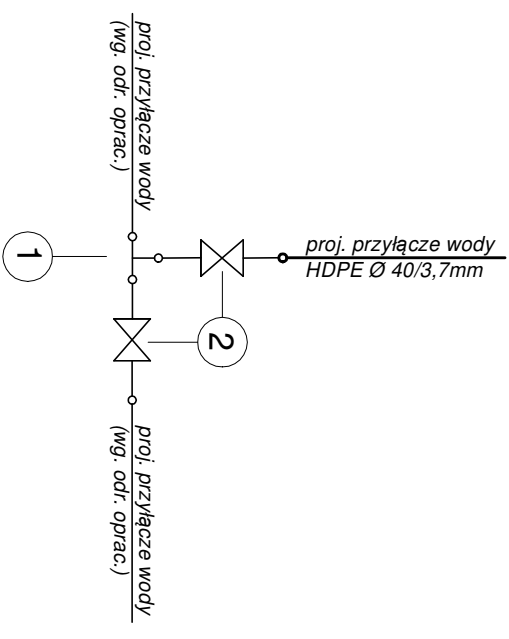 proj. przyłącze wody
(wg. odr. oprac.)
proj. przyłącze wody
HDPE Ø 40/3,7mm
1
2
proj. przyłącze wody
(wg. odr. oprac.)